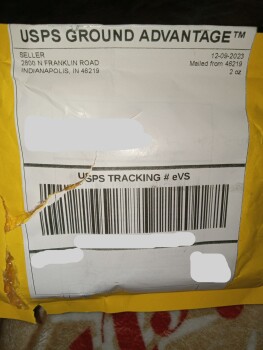 USPS GROUND ADVANTAGE™
SELLER
2800 N FRANKLIN ROAD
INDIANAPOLIS, IN 46219
12-09-2023
Mailed from 46219
2 oz
USPS TRACKING # eVS